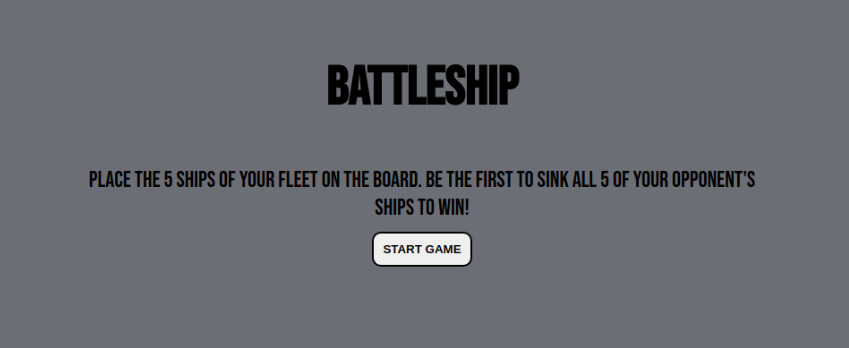 BATTLESHIP
PLACE THE 5 SHIPS OF YOUR FLEET ON THE BOARD. BE THE FIRST TO SINK ALL 5 OF YOUR OPPONENT'S
SHIPS TO WIN!
START GAME